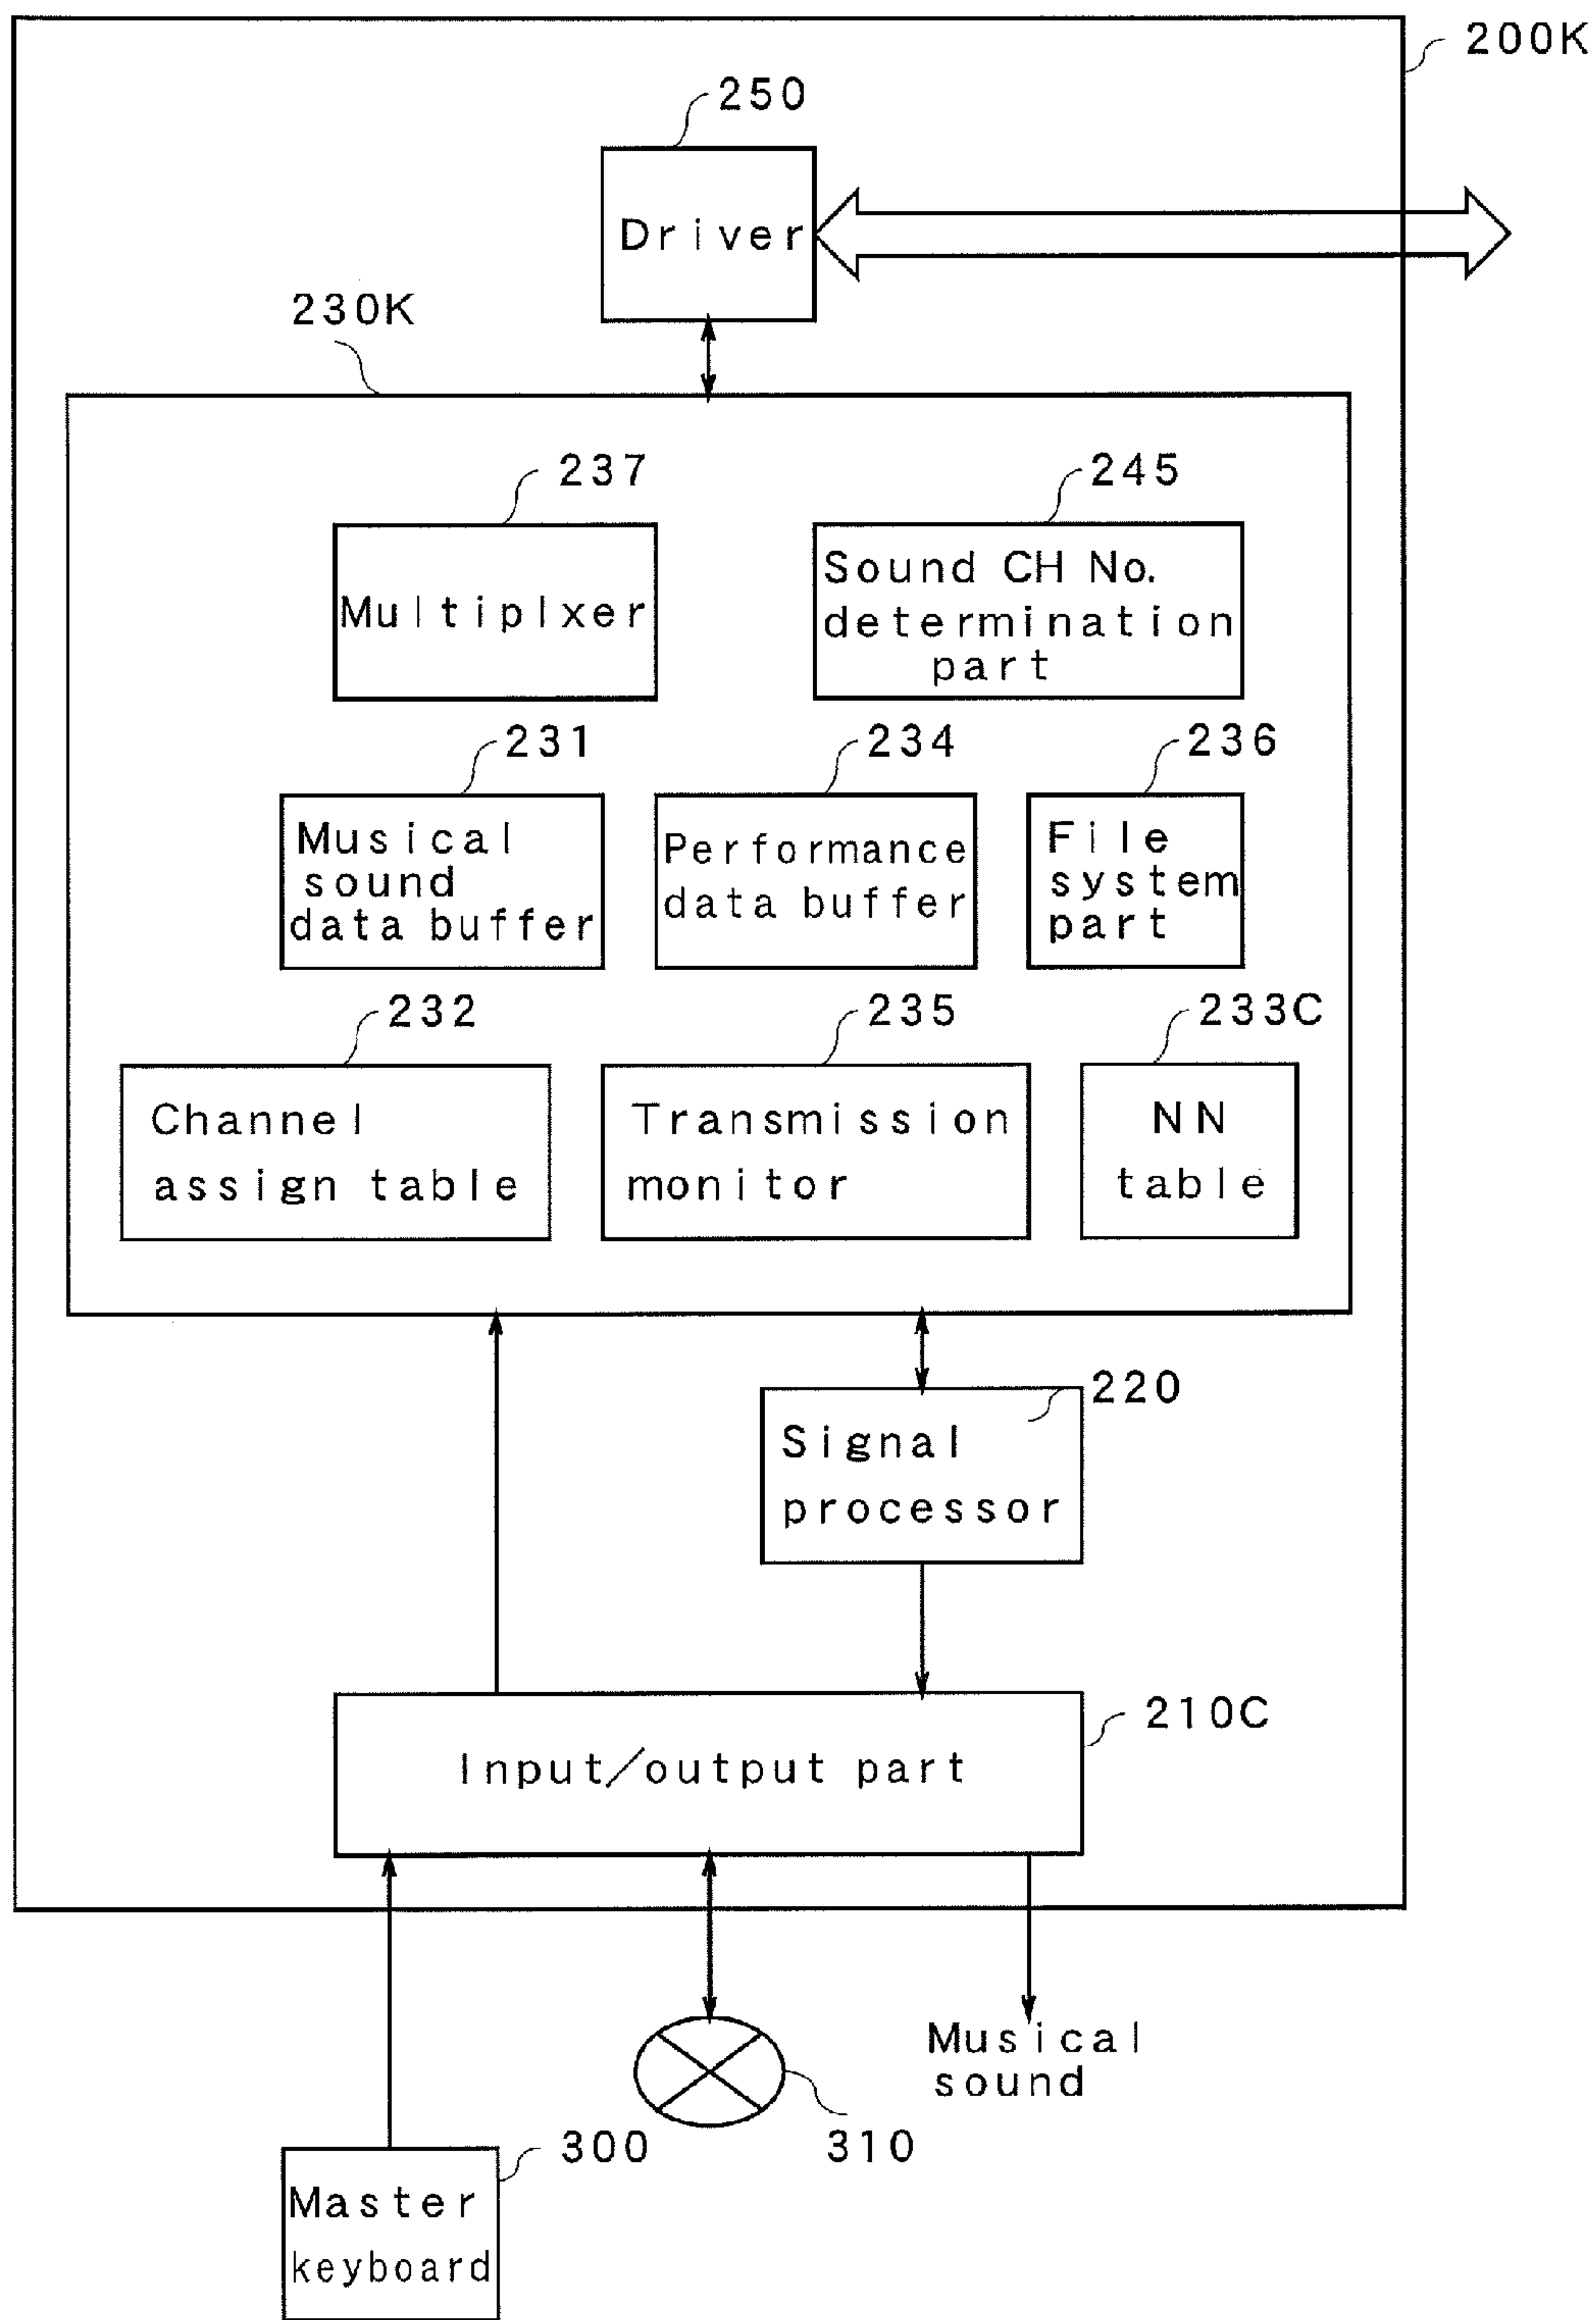 200K
250
Driver
230K
237
245
Multiplxer
Sound CH No.
determination
part
231
234
236
Musical
sound
data buffer
Performance
data buffer
File
system
part
232
235
233C
Channel
assign table
Transmission
monitor
NN
table
220
Signal
processor
210C
Input/output part
Musical
sound
300
310
Master
keyboard